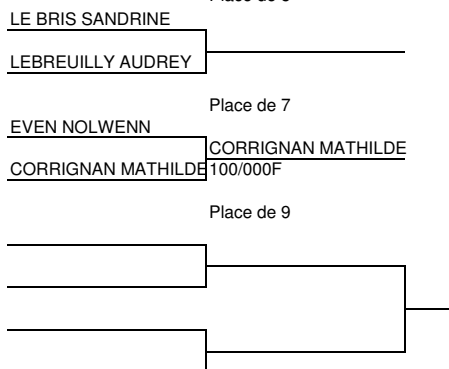 LE BRIS SANDRINE
LEBREUILLY AUDREY
Place de 7
EVEN NOLWENN
CORRIGNAN MATHILDE
CORRIGNAN MATHILDE
100/000F
Place de 9